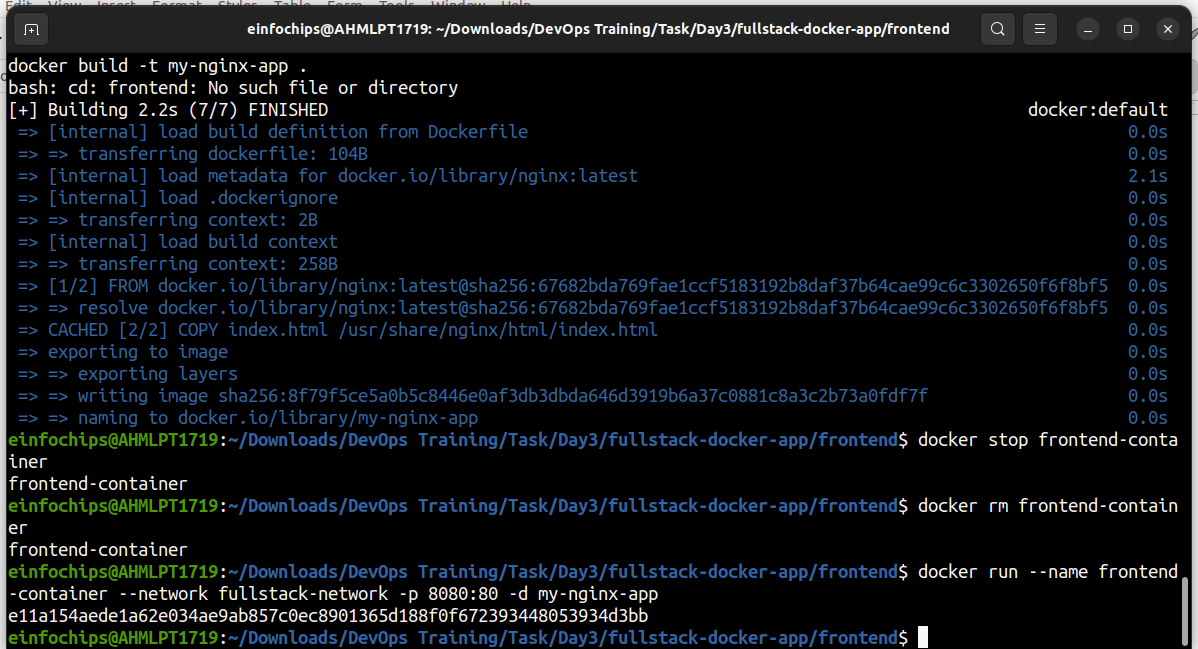 einfochips@AHMLPT1719: ~/Downloads/DevOps Training/Task/Day3/fullstack-docker-app/frontend
docker build -t my-nginx-app .
bash: cd: frontend: No such file or directory
[+] Building 2.2s (7/7) FINISHED docker:default
=> [internal] load build definition from Dockerfile 0.0s
=> => transferring dockerfile: 104B 0.0s
=> [internal] load metadata for docker.io/library/nginx:latest 2.1s
=> [internal] load .dockerignore 0.0s
=> => transferring context: 2B 0.0s
=> [internal] load build context 0.0s
=> => transferring context: 258B 0.0s
=> [1/2] FROM docker.io/library/nginx:latest@sha256:67682bda769fae1ccf5183192b8daf37b64cae99c6c3302650f6f8bf5 0.0s
=> => resolve docker.io/library/nginx:latest@sha256:67682bda769fae1ccf5183192b8daf37b64cae99c6c3302650f6f8bf5 0.0s
=> CACHED [2/2] COPY index.html /usr/share/nginx/html/index.html 0.0s
=> exporting to image 0.0s
=> => exporting layers 0.0s
=> => writing image sha256:8f79f5ce5a0b5c8446e0af3db3dbda646d3919b6a37c0881c8a3c2b73a0fdf7f 0.0s
=> => naming to docker.io/library/my-nginx-app 0.0s
einfochips@AHMLPT1719:~/Downloads/DevOps Training/Task/Day3/fullstack-docker-app/frontend$ docker stop frontend-conta
iner
frontend-container
einfochips@AHMLPT1719:~/Downloads/DevOps Training/Task/Day3/fullstack-docker-app/frontend$ docker rm frontend-contain
er
frontend-container
einfochips@AHMLPT1719:~/Downloads/DevOps Training/Task/Day3/fullstack-docker-app/frontend$ docker run --name frontend
-container --network fullstack-network -p 8080:80 -d my-nginx-app
e11a154aede1a62e034ae9ab857c0ec8901365d188f0f672393448053934d3bb
einfochips@AHMLPT1719:~/Downloads/DevOps Training/Task/Day3/fullstack-docker-app/frontend$